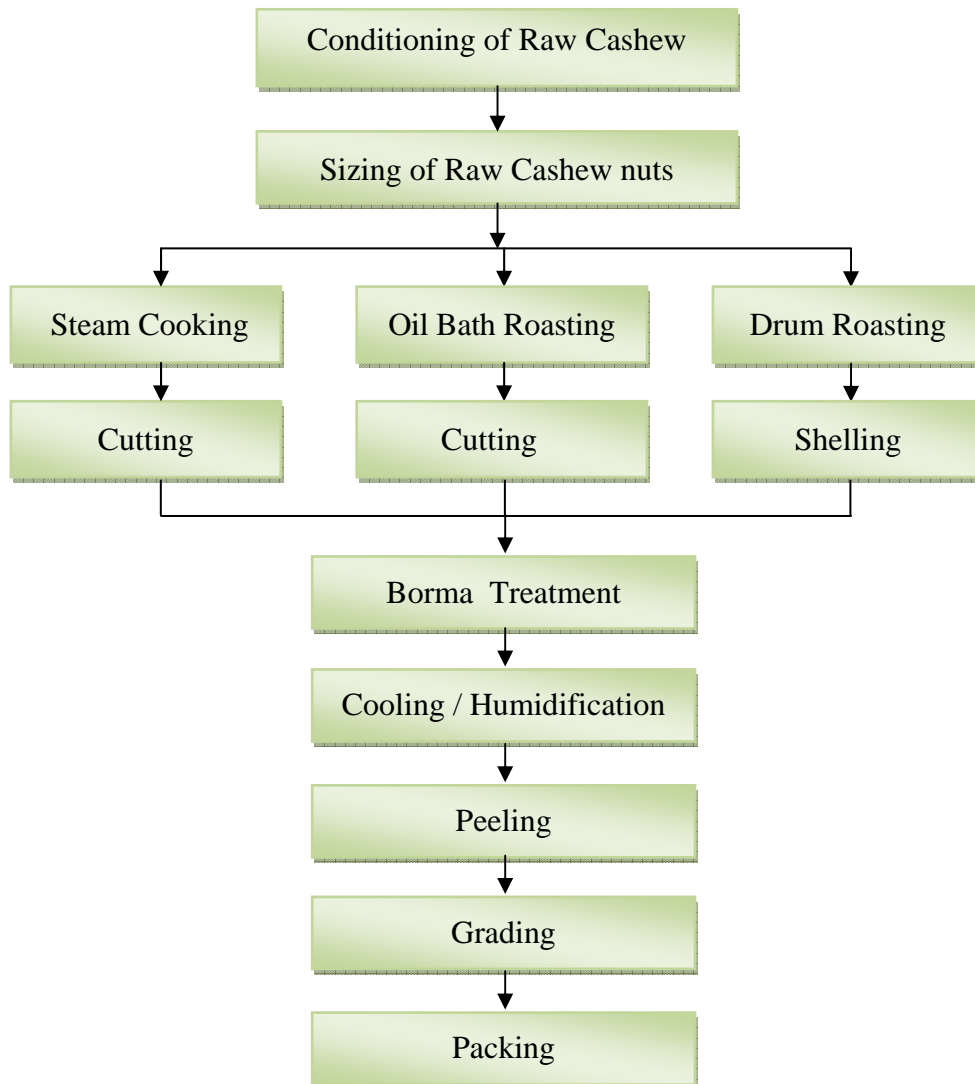 Conditioning of Raw Cashew
Sizing of Raw Cashew nuts
Steam Cooking
Oil Bath Roasting
Drum Roasting
Cutting
Cutting
Shelling
Borma Treatment
Cooling / Humidification
Peeling
Grading
Packing